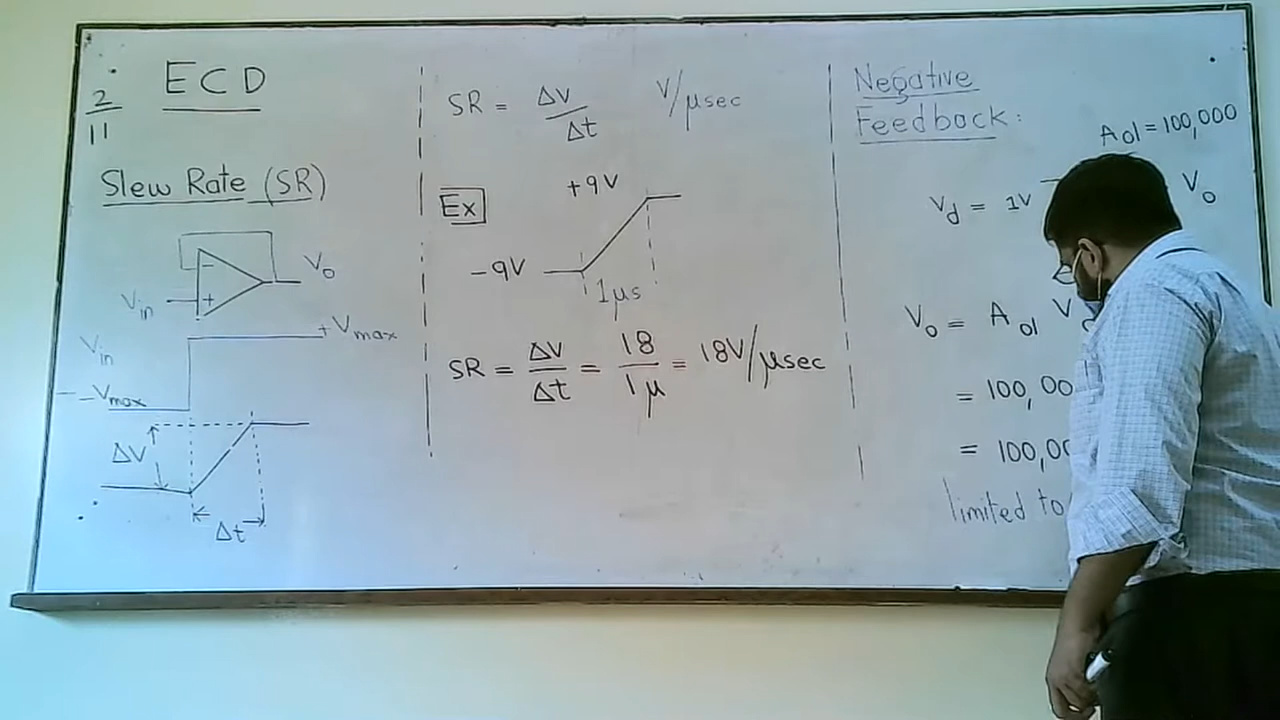 2/11
ECD
Slew Rate (SR)
Vo
Vin
-
+
+Vmax
Vin
-Vmax
ΔV
Δt
SR = ΔV/Δt V/μsec
Ex
+9V
-9V
1μs
SR = ΔV/Δt = 18/1μ = 18V/μsec
Negative
Feedback:
Aol = 100,000
Vd = 1V
Vo
Vo = Aol V
= 100,00
= 100,00
limited to